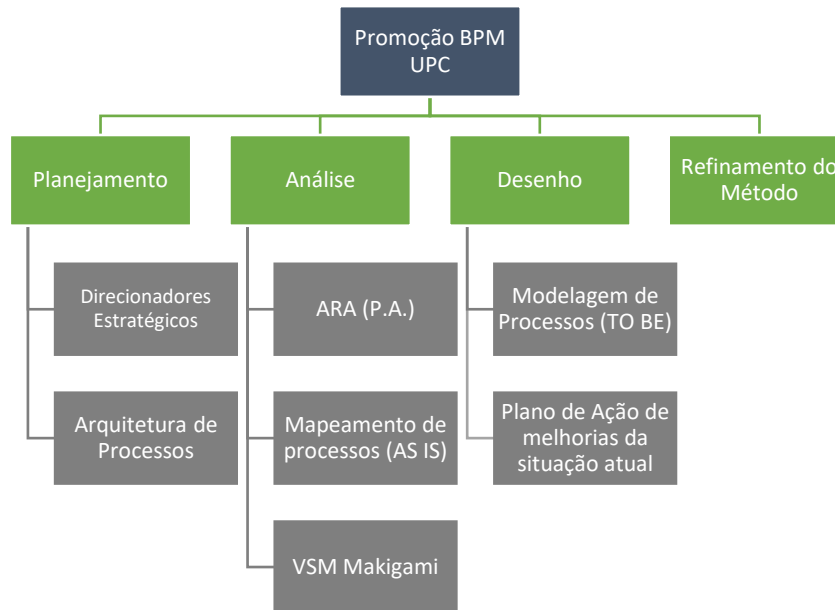 Promoção BPM
UPC
Planejamento
Análise
Desenho
Refinamento do
Método
Direcionadores
Estratégicos
ARA (P.A.)
Modelagem de
Processos (TO BE)
Arquitetura de
Processos
Mapeamento de
processos (AS IS)
Plano de Ação de
melhorias da
situação atual
VSM Makigami